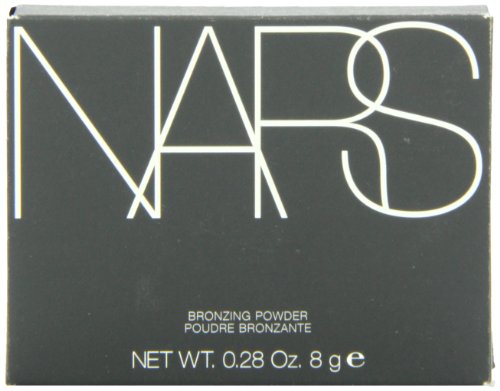 NARS
BRONZING POWDER
POUDRE BRONZANTE
NET WT. 0.28 Oz. 8 g ℮